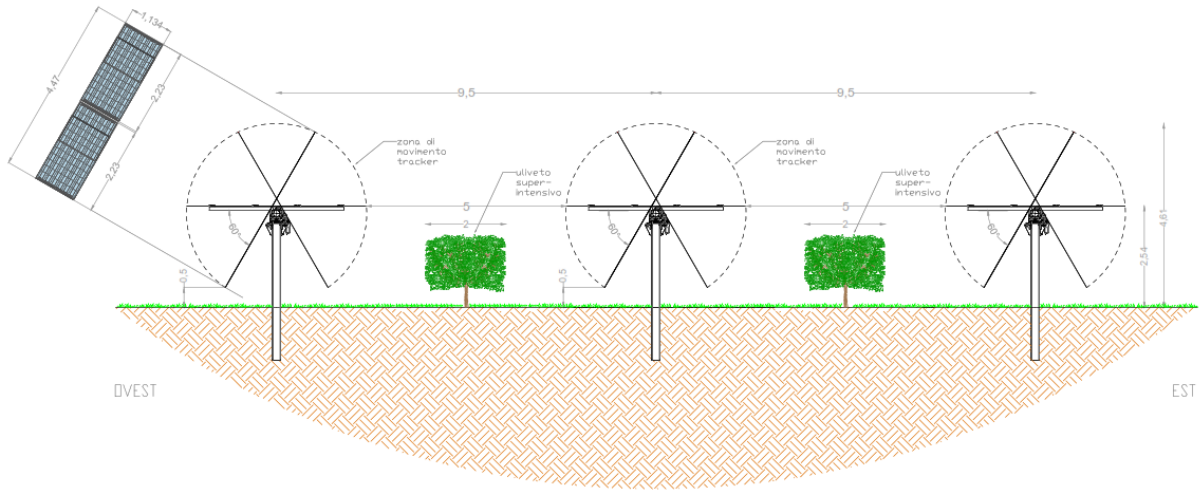 1,134
4,47
2,23
2,23
9,5
9,5
zona di
movimento
tracker
zona di
movimento
tracker
uliveto
super-
intensivo
uliveto
super-
intensivo
5
5
2
2
60°
60°
60°
0,5
0,5
2,54
4,61
OVEST
EST